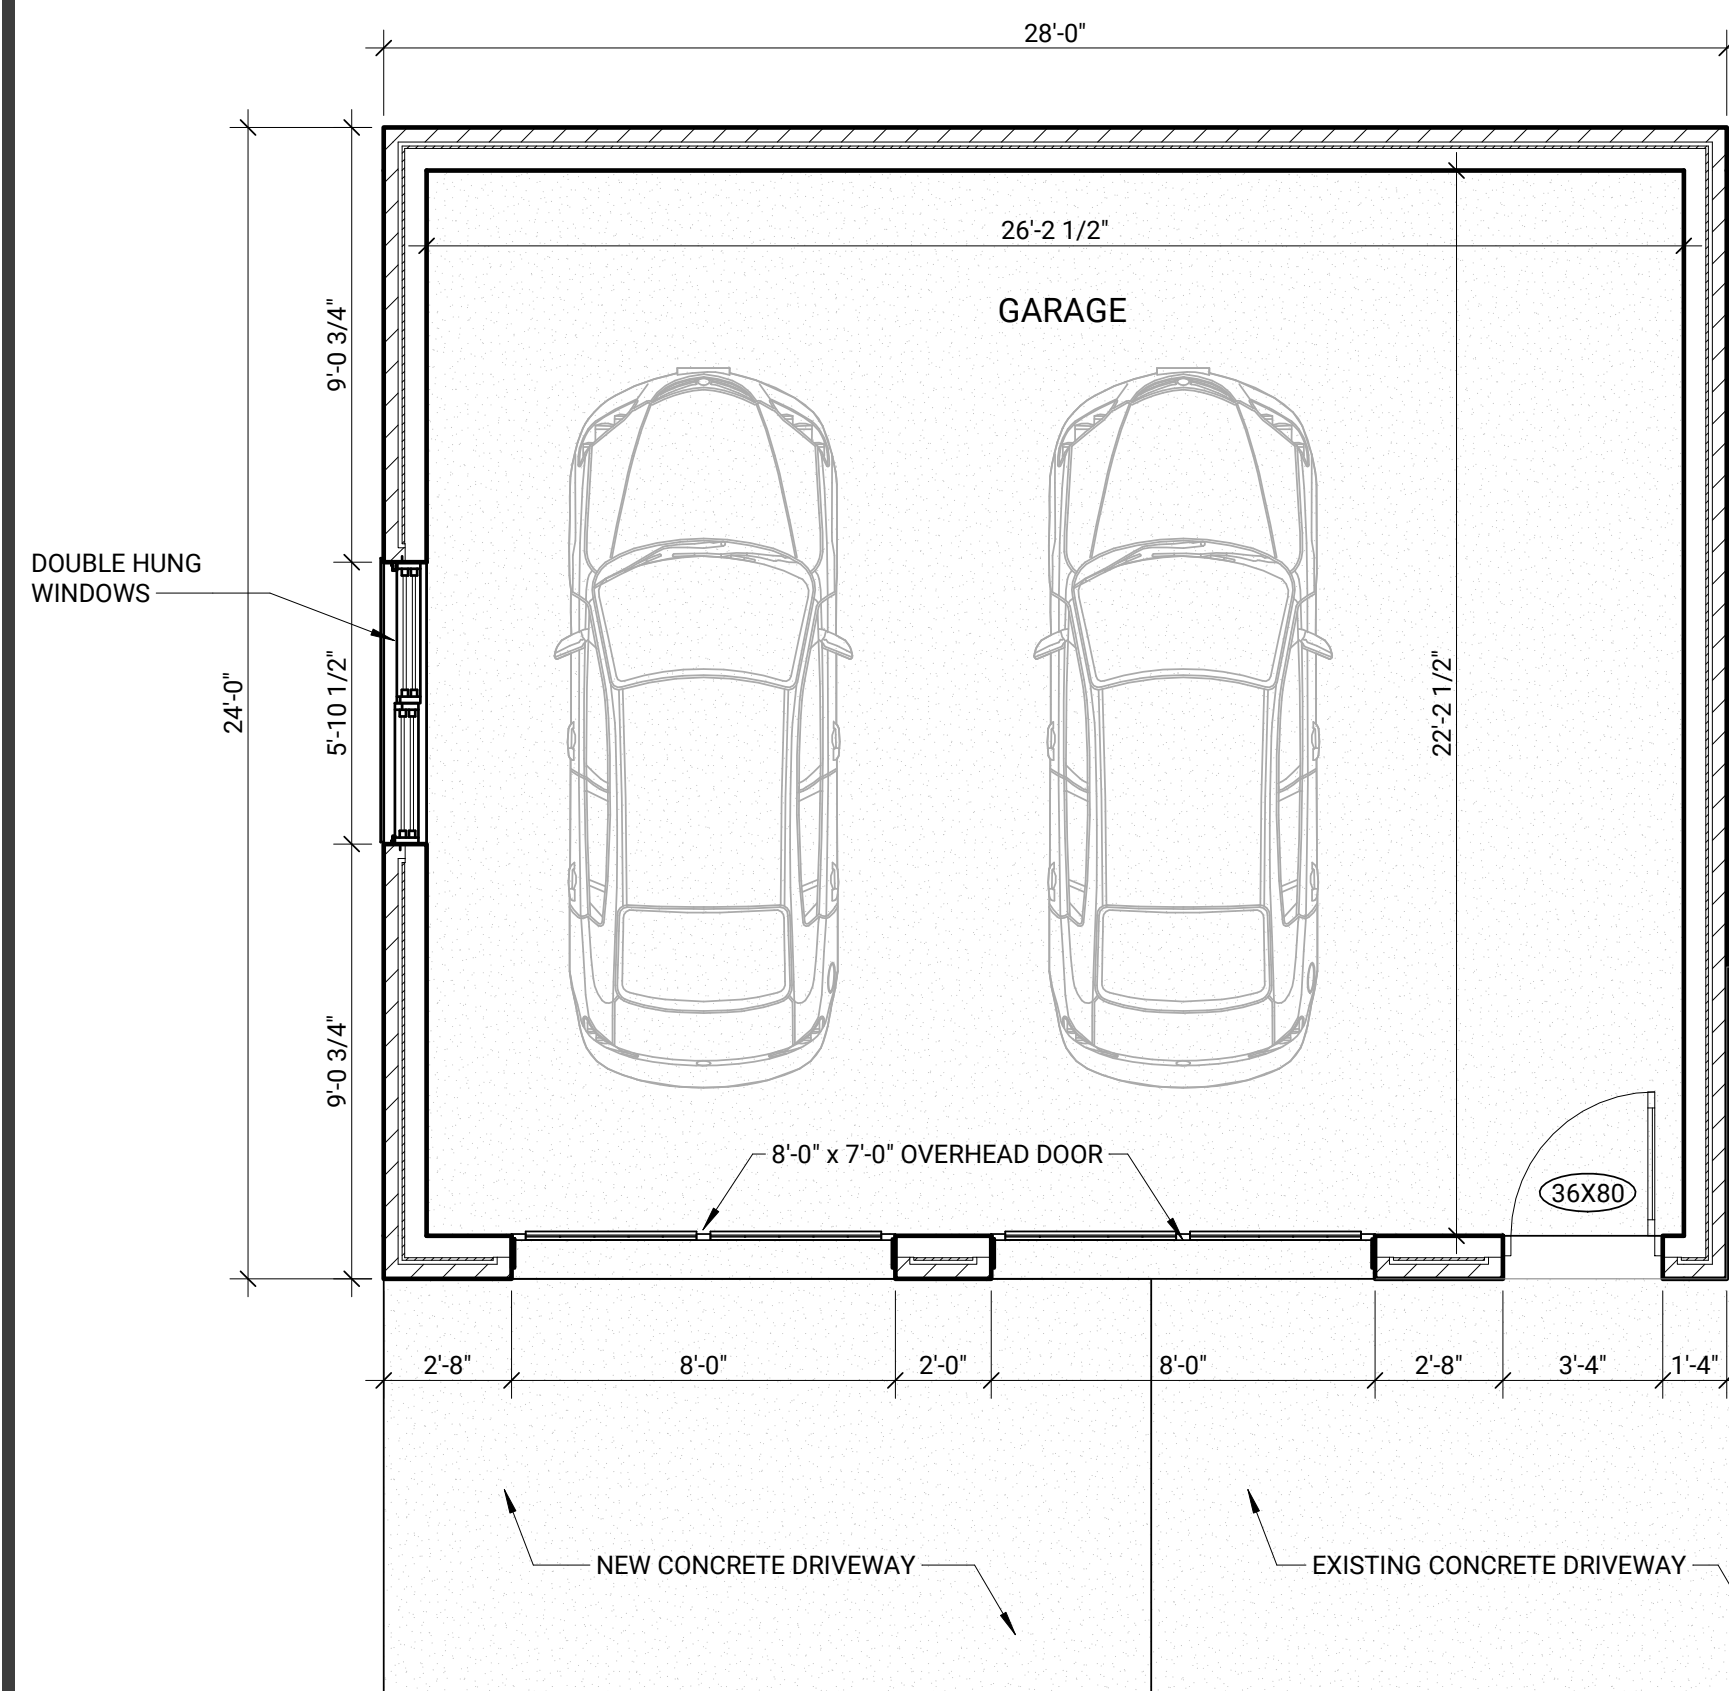 28'-0"
26'-2 1/2"
GARAGE
9'-0 3/4"
DOUBLE HUNG
WINDOWS
24'-0"
5'-10 1/2"
22'-2 1/2"
9'-0 3/4"
8'-0" x 7'-0" OVERHEAD DOOR
36X80
2'-8"
8'-0"
2'-0"
8'-0"
2'-8"
3'-4"
1'-4"
NEW CONCRETE DRIVEWAY
EXISTING CONCRETE DRIVEWAY